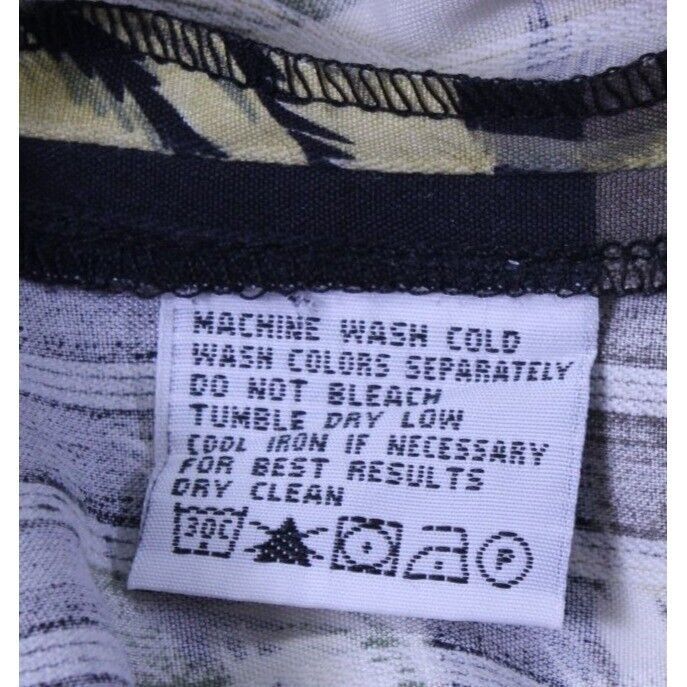 MACHINE WASH COLD
WASH COLORS SEPARATELY
DO NOT BLEACH
TUMBLE DRY LOW
COOL IRON IF NECESSARY
FOR BEST RESULTS
DRY CLEAN
30C P